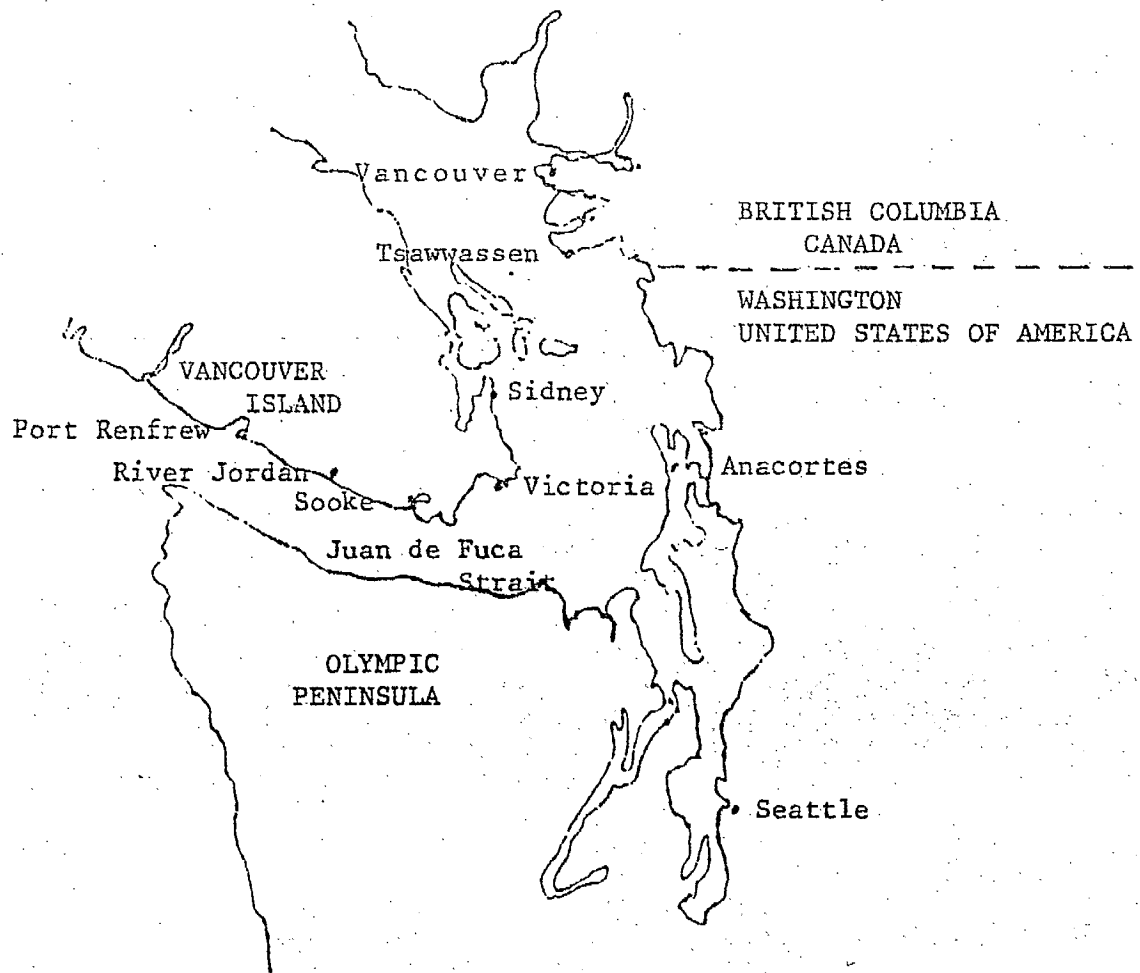 Vancouver
BRITISH COLUMBIA
CANADA
Tsawwassen
WASHINGTON
UNITED STATES OF AMERICA
VANCOUVER
ISLAND
Sidney
Port Renfrew
River Jordan
Anacortes
Sooke
Victoria
Juan de Fuca
Strait
OLYMPIC
PENINSULA
Seattle